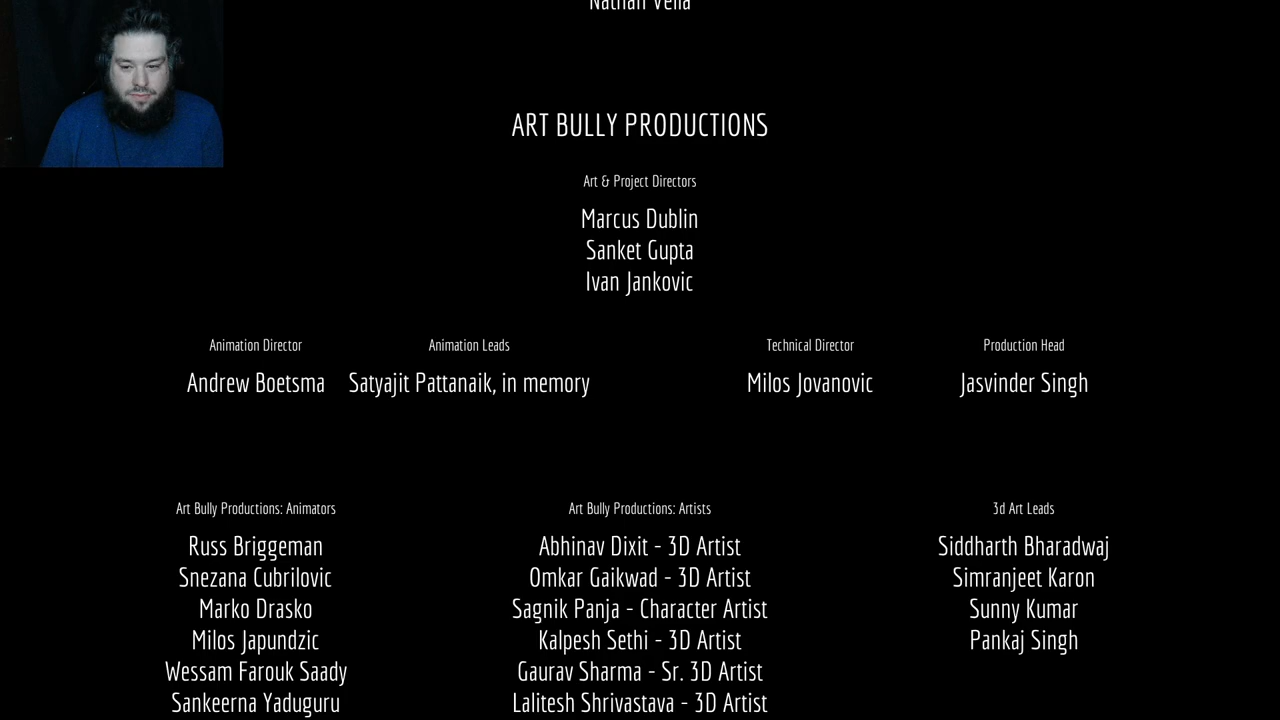 Nathan Vella
ART BULLY PRODUCTIONS
Art & Project Directors
Marcus Dublin
Sanket Gupta
Ivan Jankovic
Animation Director
Andrew Boetsma
Animation Leads
Satyajit Pattanaik, in memory
Technical Director
Milos Jovanovic
Production Head
Jasvinder Singh
Art Bully Productions: Animators
Russ Briggeman
Snezana Cubrilovic
Marko Drasko
Milos Japundzic
Wessam Farouk Saady
Sankeerna Yaduguru
Art Bully Productions: Artists
Abhinav Dixit - 3D Artist
Omkar Gaikwad - 3D Artist
Sagnik Panja - Character Artist
Kalpesh Sethi - 3D Artist
Gaurav Sharma - Sr. 3D Artist
Lalitesh Shrivastava - 3D Artist
3d Art Leads
Siddharth Bharadwaj
Simranjeet Karon
Sunny Kumar
Pankaj Singh